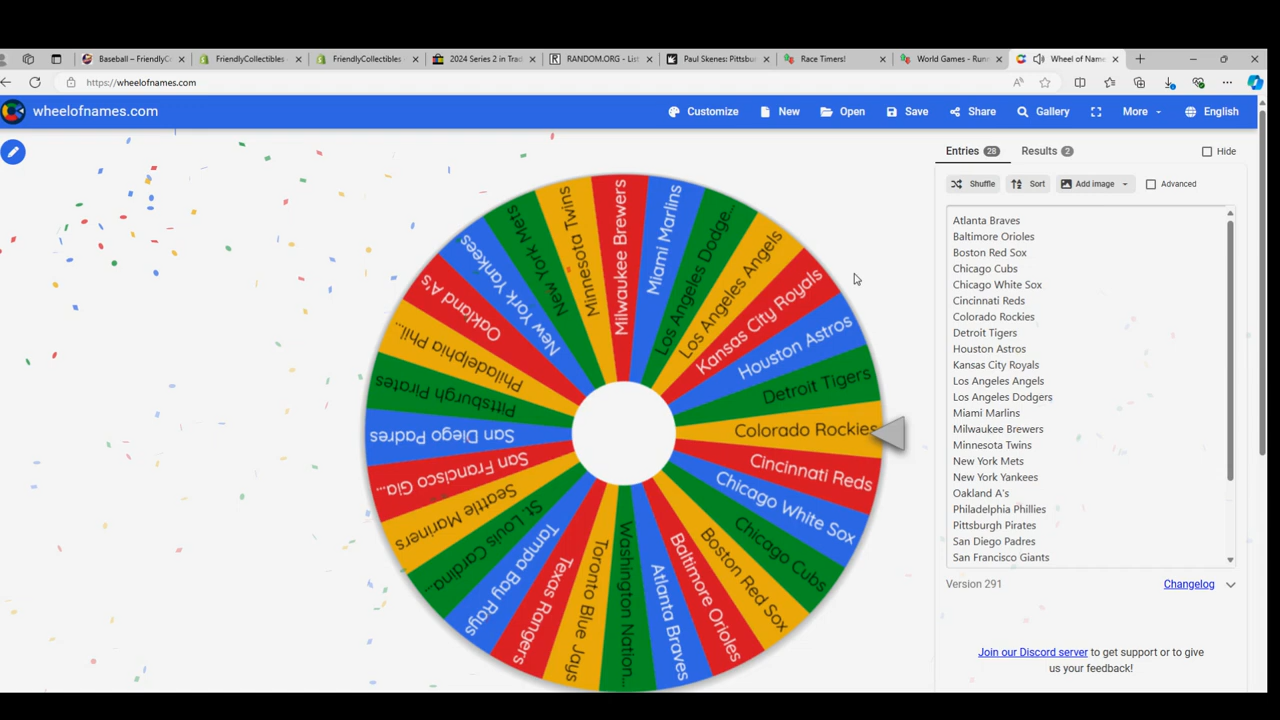 Baseball – FriendlyC
FriendlyCollectibles -
FriendlyCollectibles
2024 Series 2 in Trad
RANDOM.ORG - List
Paul Skenes: Pittsbur
Race Timers!
World Games - Runn
Wheel of Name
https://wheelofnames.com
wheelofnames.com
Customize
New
Open
Save
Share
Gallery
More
English
Entries 28
Results 2
Hide
Shuffle
Sort
Add image
Advanced
Atlanta Braves
Baltimore Orioles
Boston Red Sox
Chicago Cubs
Chicago White Sox
Cincinnati Reds
Colorado Rockies
Detroit Tigers
Houston Astros
Kansas City Royals
Los Angeles Angels
Los Angeles Dodgers
Miami Marlins
Milwaukee Brewers
Minnesota Twins
New York Mets
New York Yankees
Oakland A's
Philadelphia Phillies
Pittsburgh Pirates
San Diego Padres
San Francisco Giants
Version 291
Changelog
Join our Discord server to get support or to give
us your feedback!
Milwaukee Brewers
Miami Marlins
Los Angeles Dodge...
Los Angeles Angels
Kansas City Royals
Houston Astros
Detroit Tigers
Colorado Rockies
Cincinnati Reds
Chicago White Sox
Chicago Cubs
Boston Red Sox
Baltimore Orioles
Atlanta Braves
Washington Nation...
Toronto Blue Jays
Texas Rangers
Tampa Bay Rays
St. Louis Cardina...
Seattle Mariners
San Francisco Gia...
San Diego Padres
Pittsburgh Pirates
Philadelphia Phil...
Oakland A's
New York Yankees
New York Mets
Minnesota Twins